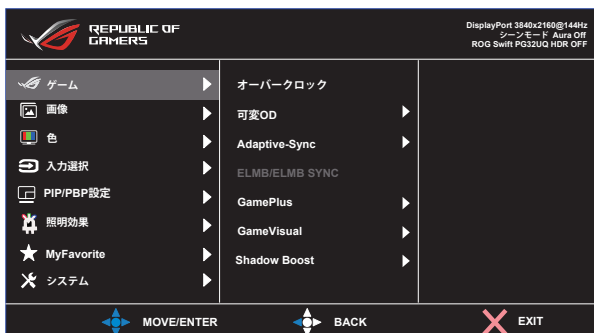 REPUBLIC OF
GAMERS
DisplayPort 3840x2160@144Hz
シーンモード Aura Off
ROG Swift PG32UQ HDR OFF
ゲーム
画像
色
入力選択
PIP/PBP設定
照明効果
MyFavorite
システム
オーバークロック
可変OD
Adaptive-Sync
ELMB/ELMB SYNC
GamePlus
GameVisual
Shadow Boost
MOVE/ENTER
BACK
EXIT